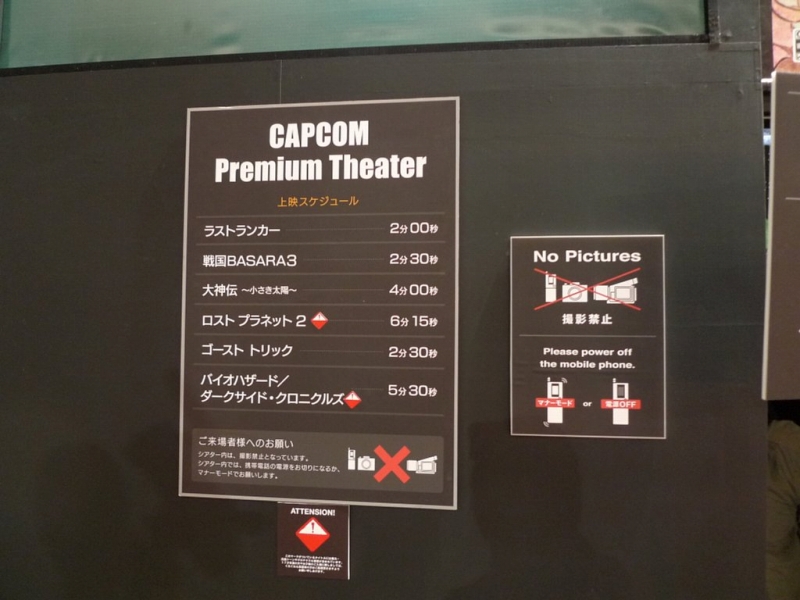 CAPCOM
Premium Theater
上映スケジュール
ラストランカー 2分00秒
戦国BASARA3 2分30秒
大神伝 ～小さき太陽～ 4分00秒
ロスト プラネット 2 6分15秒
ゴースト トリック 2分30秒
バイオハザード／
ダークサイド・クロニクルズ 5分30秒
ご来場者様へのお願い
シアター内は、撮影禁止となっています。
シアター内では、携帯電話の電源をお切りになるか、
マナーモードでお願いします。
ATTENTION!
No Pictures
撮影禁止
Please power off
the mobile phone.
マナーモード or 電源OFF